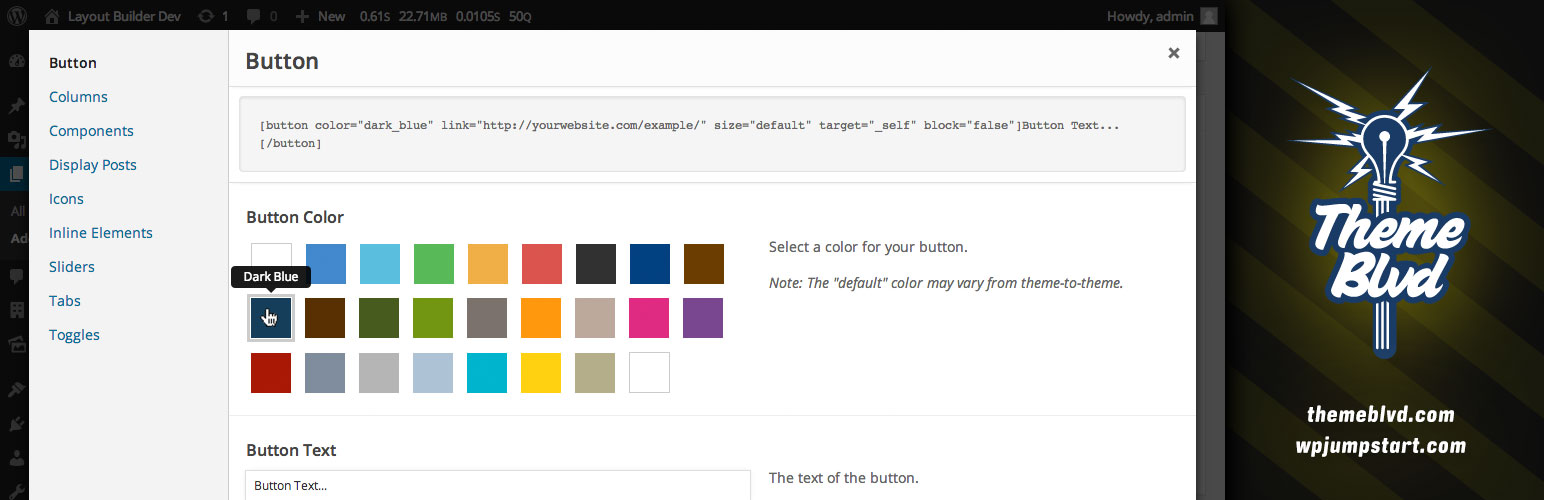 Layout Builder Dev 1 0 New 0.61S 22.71MB 0.0105S 50Q Howdy, admin
Button
Columns
Components
Display Posts
Icons
Inline Elements
Sliders
Tabs
Toggles
All
Ad
Button
[button color="dark_blue" link="http://yourwebsite.com/example/" size="default" target="_self" block="false"]Button Text...
[/button]
Button Color
Dark Blue
Select a color for your button.
Note: The "default" color may vary from theme-to-theme.
Button Text
Button Text...
The text of the button.
Theme
Blvd
themeblvd.com
wpjumpstart.com